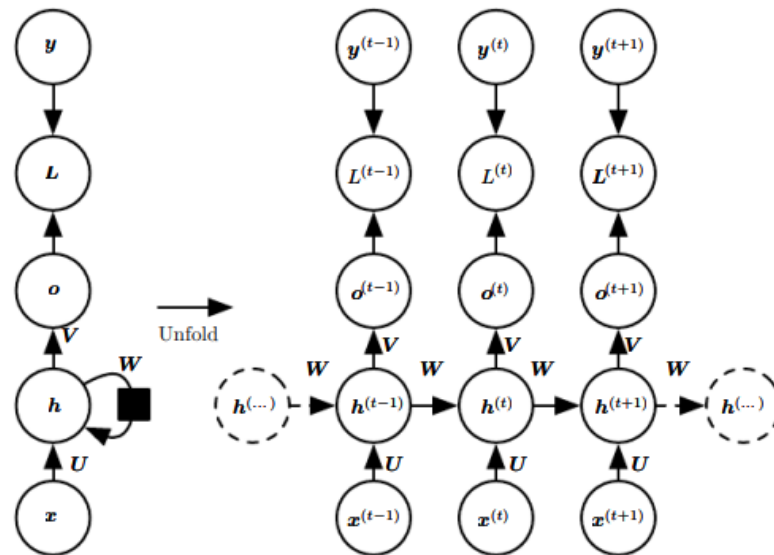 y y(t−1) y(t) y(t+1)
L L(t−1) L(t) L(t+1)
o o(t−1) o(t) o(t+1)
Unfold
V V V V
W W W W W
h h(...) h(t−1) h(t) h(t+1) h(...)
U U U U
x x(t−1) x(t) x(t+1)